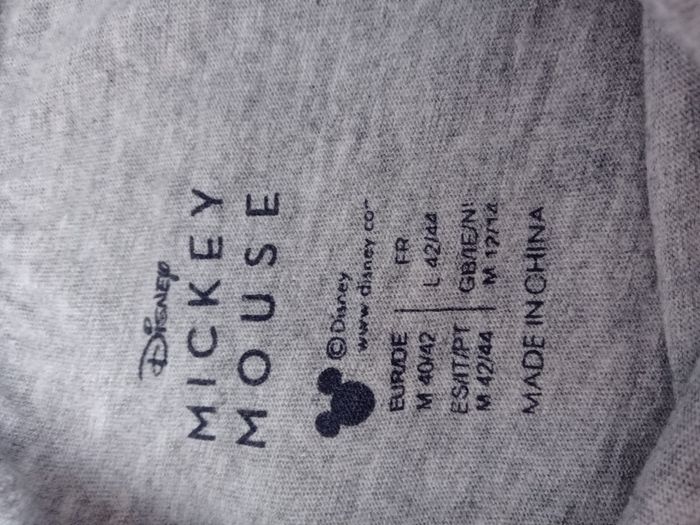 Disney
MICKEY
MOUSE
© Disney
www disney co
EUR/DE FR
M 40/42 L 42/44
ES/IT/PT GB/IE/NI
M 42/44 M 12/14
MADE IN CHINA